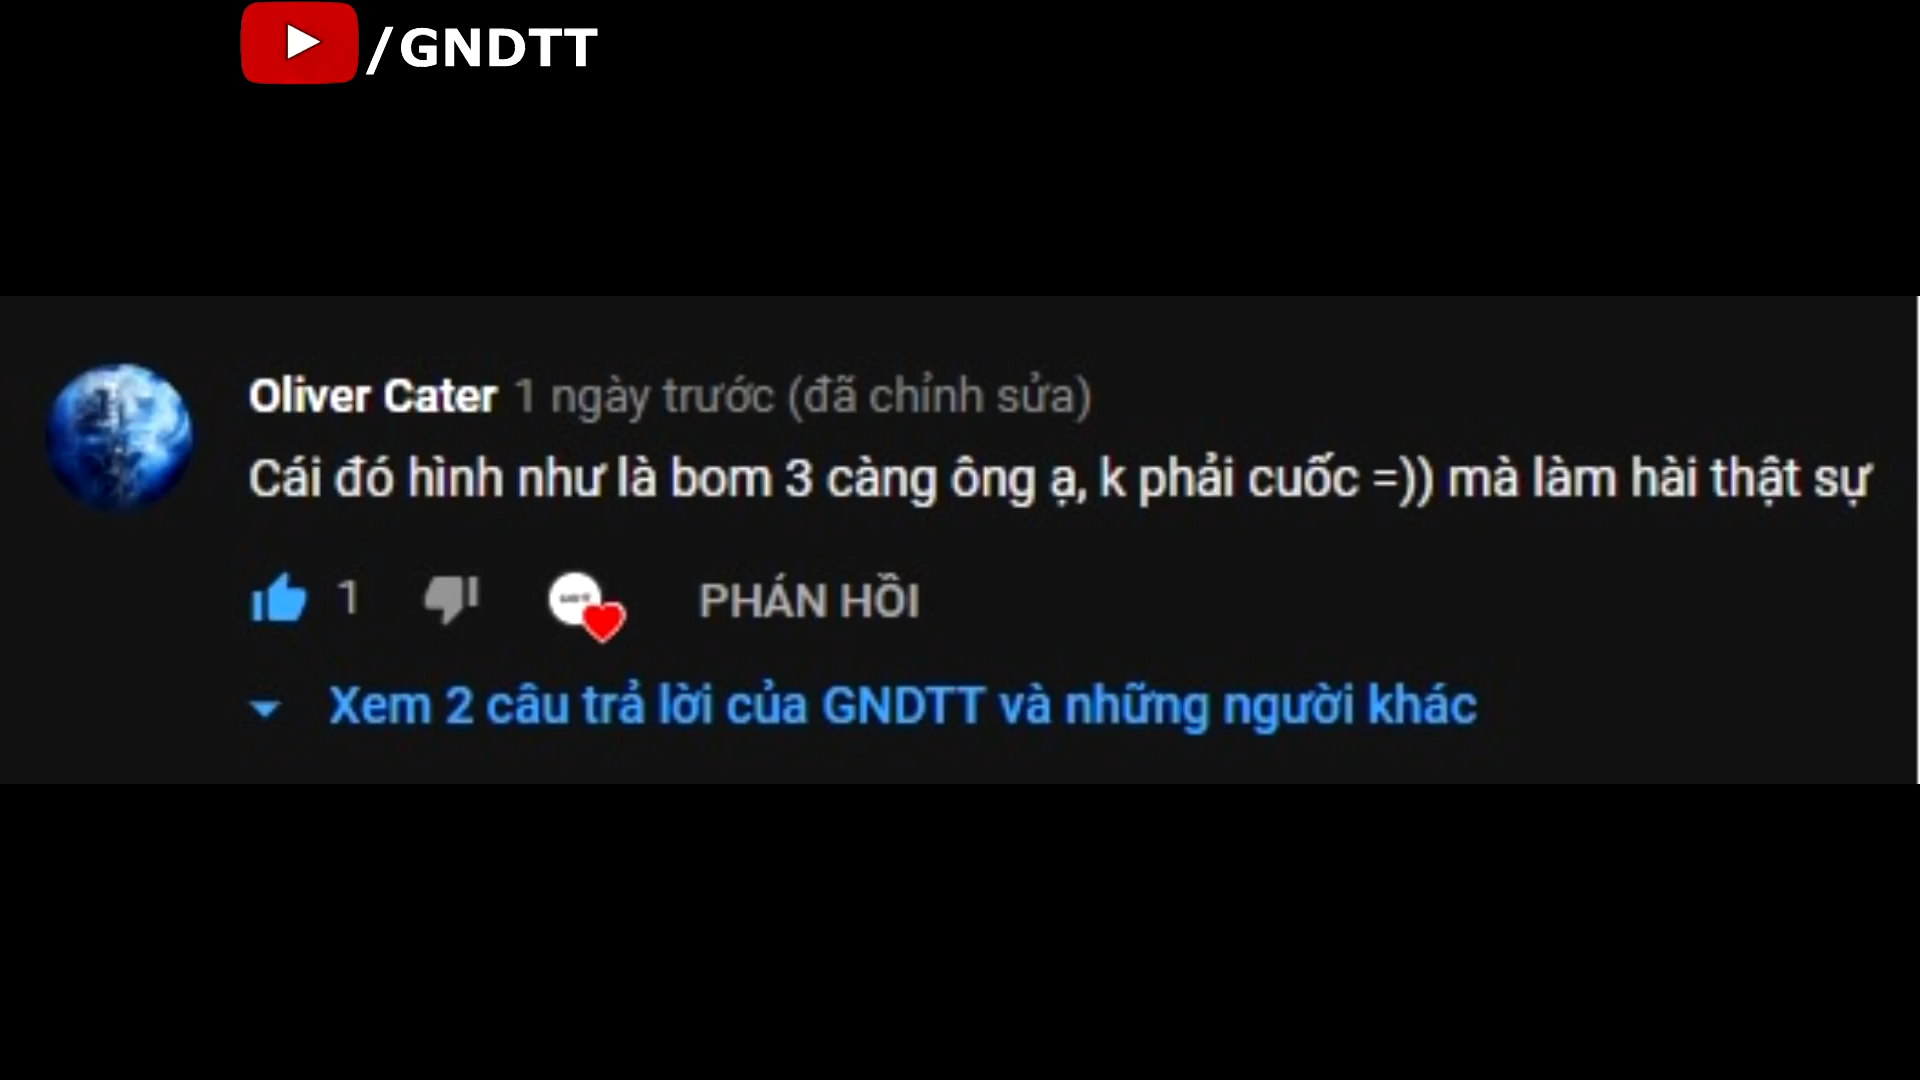 /GNDTT
Oliver Cater 1 ngày trước (đã chỉnh sửa)
Cái đó hình như là bom 3 càng ông ạ, k phải cuốc =)) mà làm hài thật sự
1
PHẢN HỒI
Xem 2 câu trả lời của GNDTT và những người khác